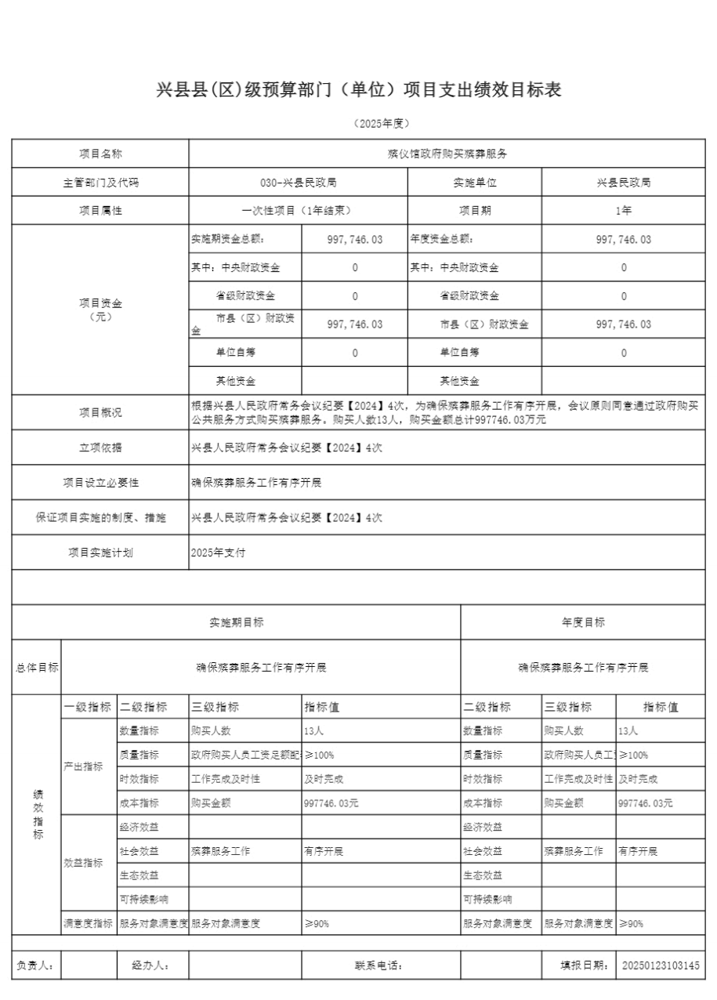 兴县县(区)级预算部门（单位）项目支出绩效目标表
（2025年度）
项目名称 殡仪馆政府购买殡葬服务
主管部门及代码 030-兴县民政局 实施单位 兴县民政局
项目属性 一次性项目（1年结束） 项目期 1年
项目资金
（元）
实施期资金总额： 997,746.03 年度资金总额： 997,746.03
其中：中央财政资金 0 其中：中央财政资金 0
省级财政资金 0 省级财政资金 0
市县（区）财政资
金 997,746.03 市县（区）财政资金 997,746.03
单位自筹 0 单位自筹 0
其他资金 其他资金
项目概况
根据兴县人民政府常务会议纪要【2024】4次，为确保殡葬服务工作有序开展，会议原则同意通过政府购买
公共服务方式购买殡葬服务。购买人数13人，购买金额总计997746.03万元
立项依据 兴县人民政府常务会议纪要【2024】4次
项目设立必要性 确保殡葬服务工作有序开展
保证项目实施的制度、措施 兴县人民政府常务会议纪要【2024】4次
项目实施计划 2025年支付
实施期目标 年度目标
总体目标 确保殡葬服务工作有序开展 确保殡葬服务工作有序开展
绩
效
指
标
一级指标 二级指标 三级指标 指标值 二级指标 三级指标 指标值
产出指标
数量指标 购买人数 13人 数量指标 购买人数 13人
质量指标 政府购买人员工资足额配 ≥100% 质量指标 政府购买人员工 ≥100%
时效指标 工作完成及时性 及时完成 时效指标 工作完成及时性 及时完成
成本指标 购买金额 997746.03元 成本指标 购买金额 997746.03元
效益指标
经济效益 经济效益
社会效益 殡葬服务工作 有序开展 社会效益 殡葬服务工作 有序开展
生态效益 生态效益
可持续影响 可持续影响
满意度指标 服务对象满意度 服务对象满意度 ≥90% 服务对象满意度 服务对象满意度 ≥90%
负责人： 经办人： 联系电话： 填报日期： 20250123103145